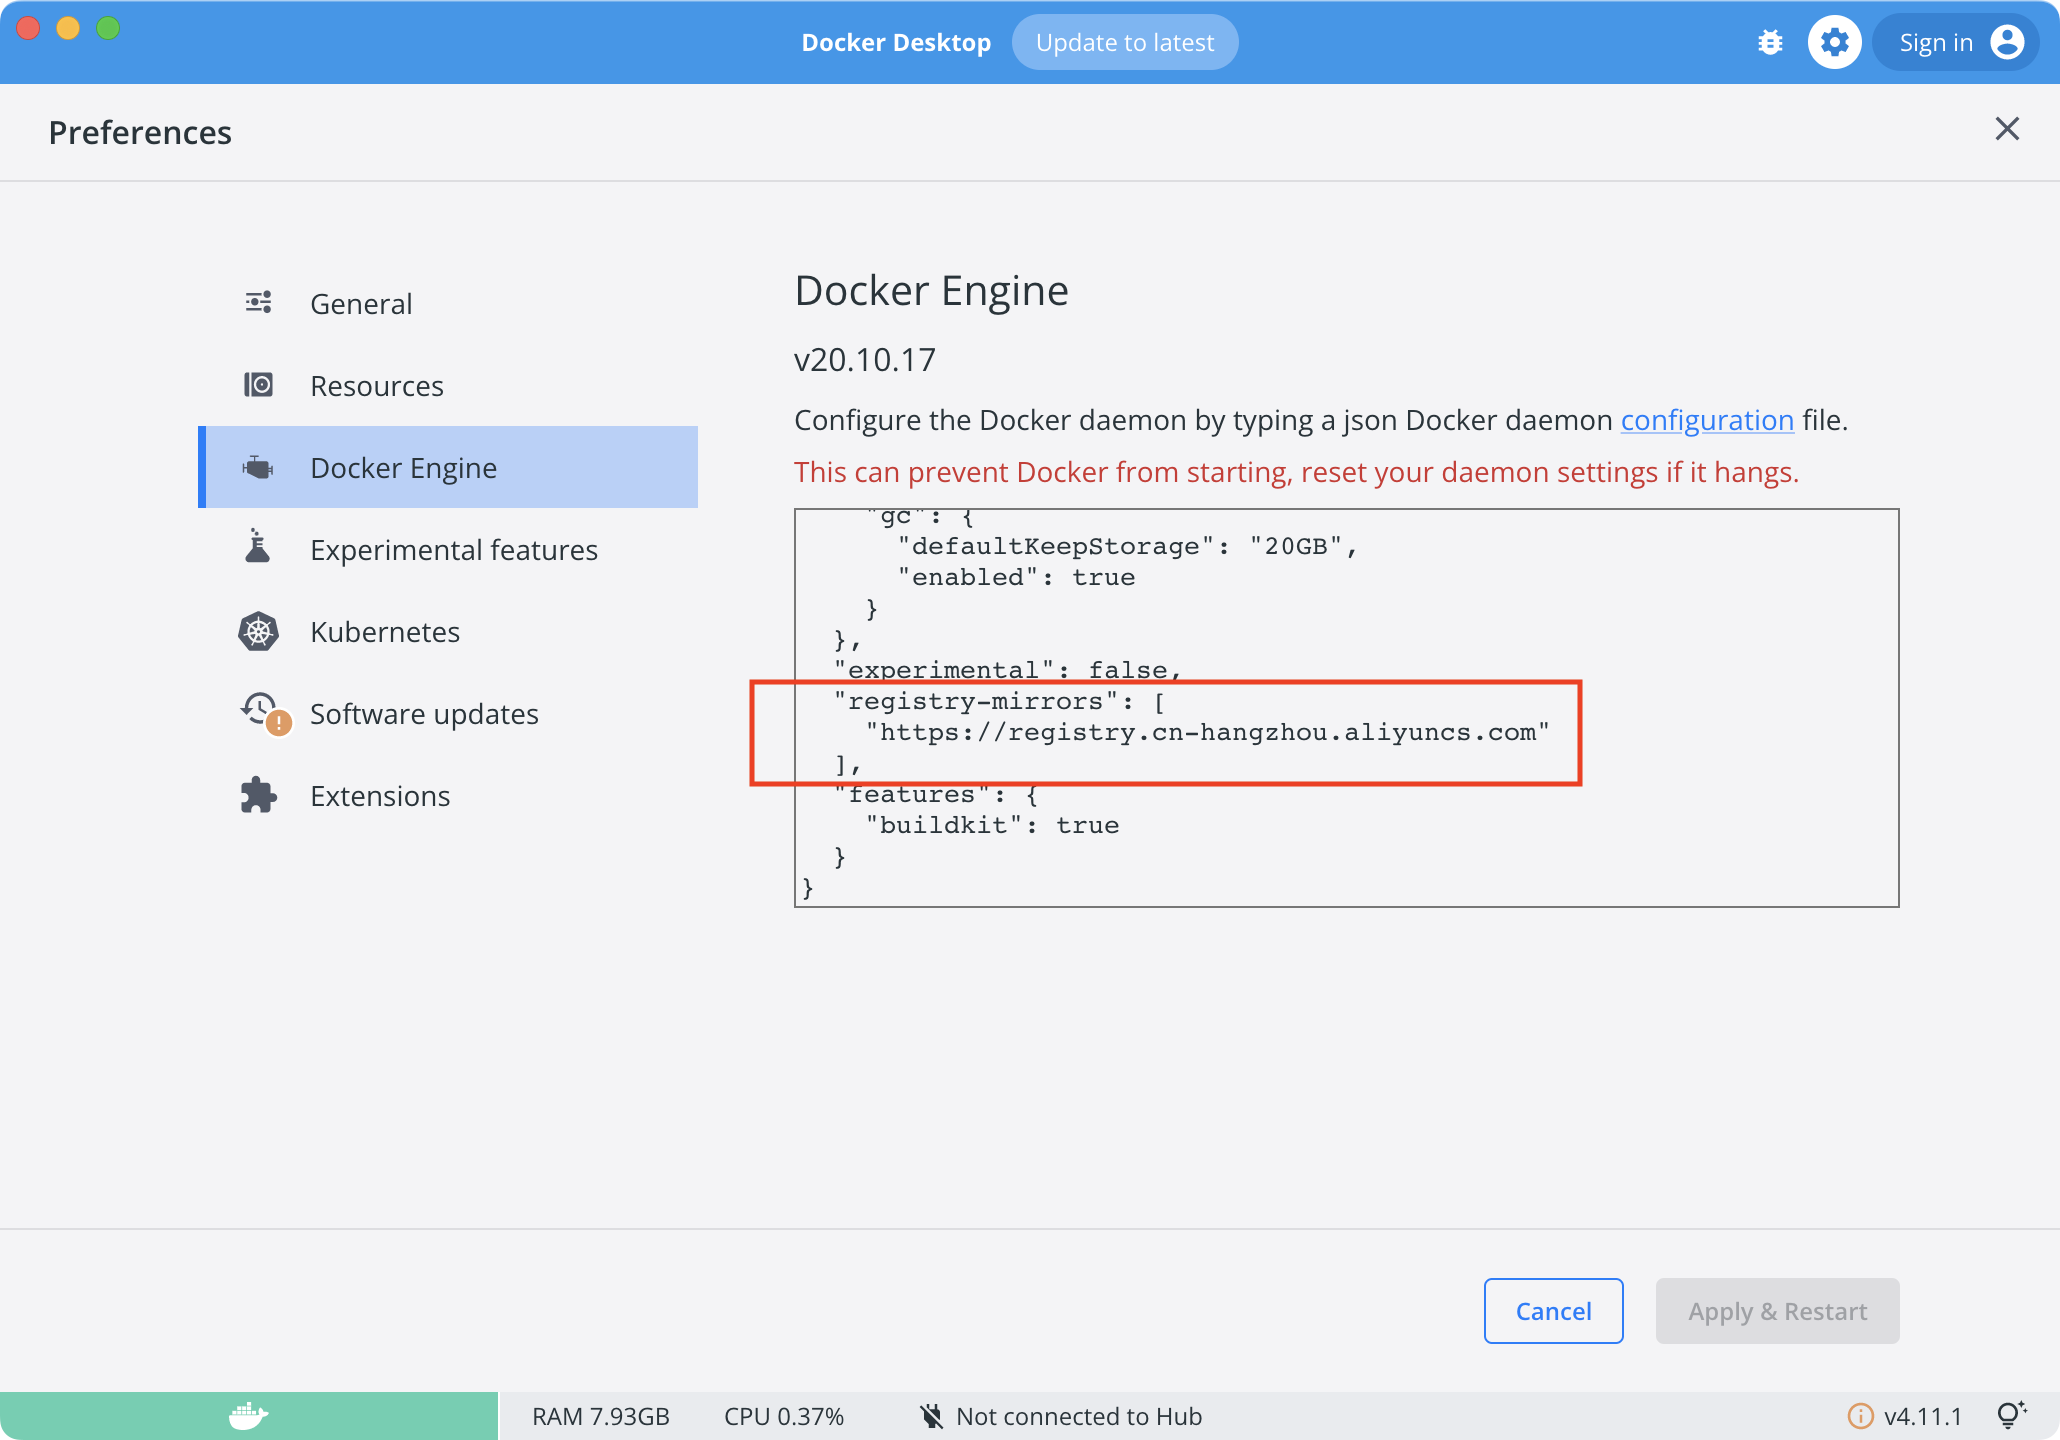 Docker Desktop
Update to latest
Sign in
Preferences
General
Resources
Docker Engine
Experimental features
Kubernetes
Software updates
Extensions
Docker Engine
v20.10.17
Configure the Docker daemon by typing a json Docker daemon configuration file.
This can prevent Docker from starting, reset your daemon settings if it hangs.
"gc": {
"defaultKeepStorage": "20GB",
"enabled": true
}
},
"experimental": false,
"registry-mirrors": [
"https://registry.cn-hangzhou.aliyuncs.com"
],
"features": {
"buildkit": true
}
}
Cancel
Apply & Restart
RAM 7.93GB
CPU 0.37%
Not connected to Hub
v4.11.1